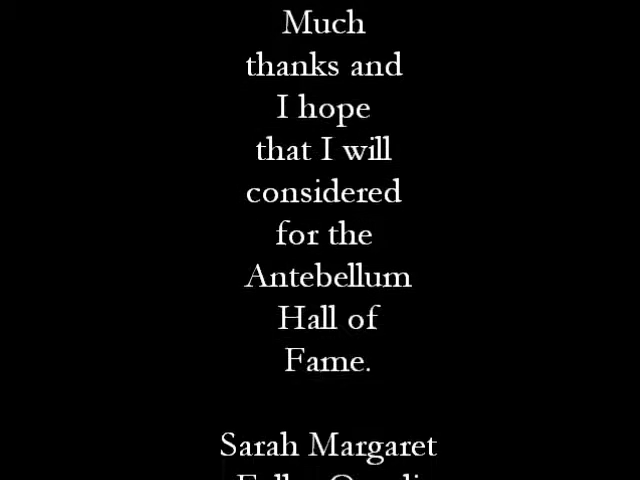 Much
thanks and
I hope
that I will
considered
for the
Antebellum
Hall of
Fame.
Sarah Margaret